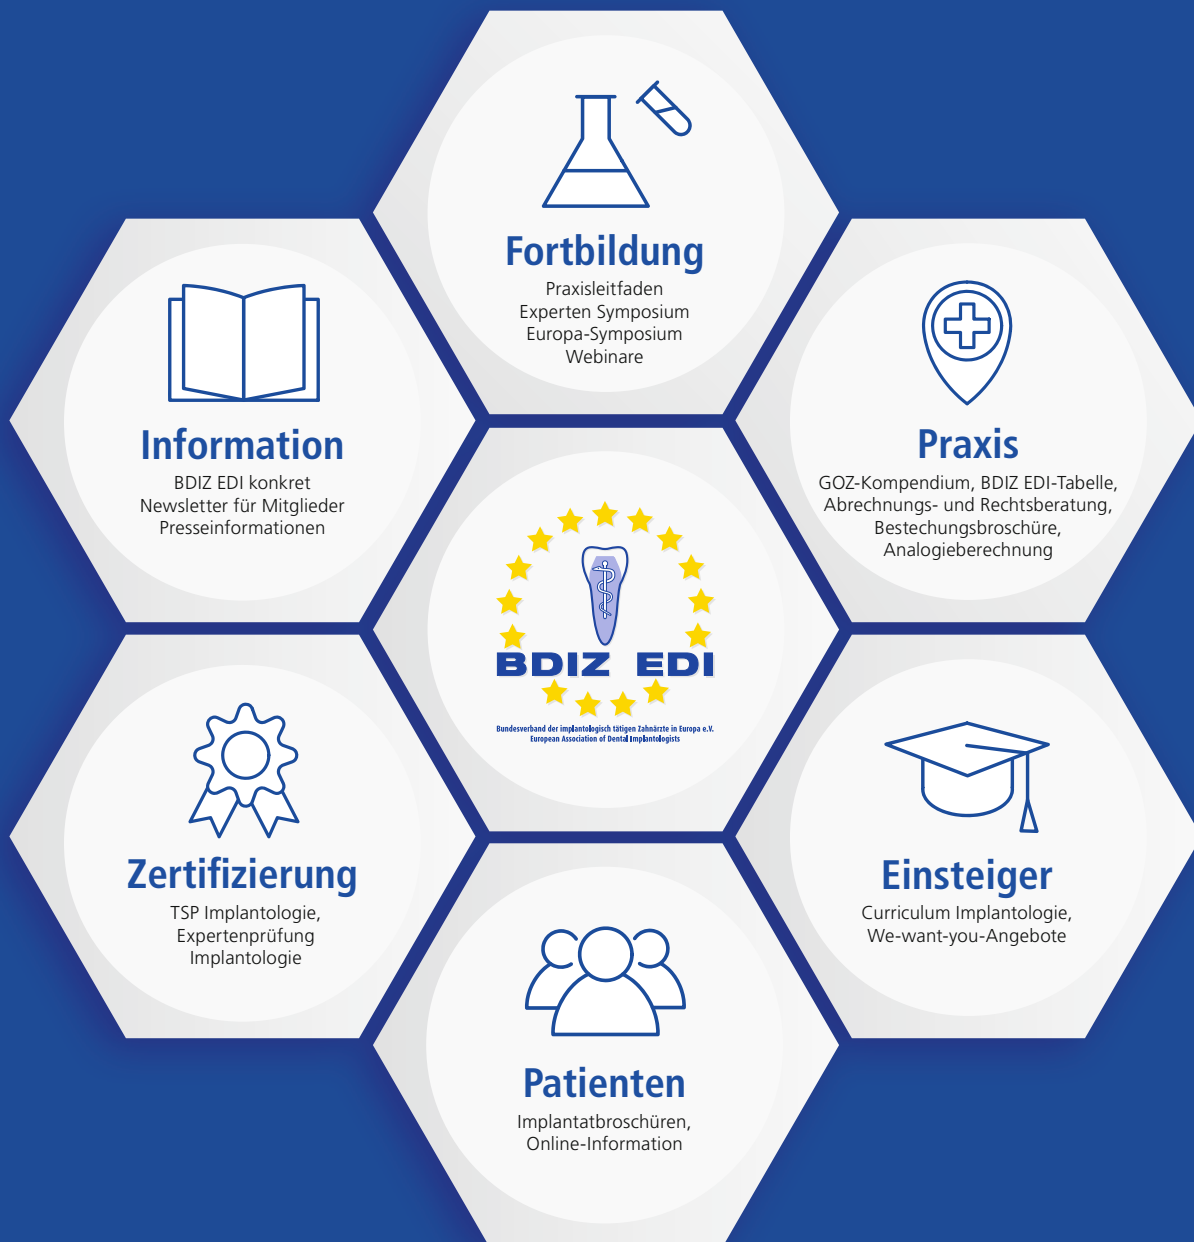 Fortbildung
Praxisleitfaden
Experten Symposium
Europa-Symposium
Webinare
Information
BDIZ EDI konkret
Newsletter für Mitglieder
Presseinformationen
Praxis
GOZ-Kompendium, BDIZ EDI-Tabelle,
Abrechnungs- und Rechtsberatung,
Bestechungsbroschüre,
Analogieberechnung
BDIZ EDI
Bundesverband der implantologisch tätigen Zahnärzte in Europa e.V.
European Association of Dental Implantologists
Zertifizierung
TSP Implantologie,
Expertenprüfung
Implantologie
Einsteiger
Curriculum Implantologie,
We-want-you-Angebote
Patienten
Implantatbroschüren,
Online-Information